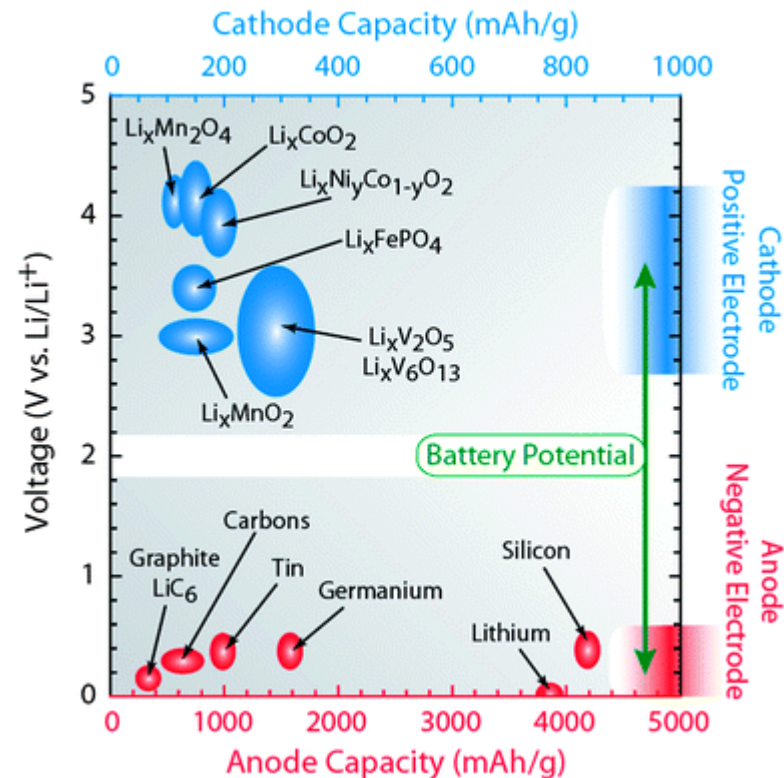 Cathode Capacity (mAh/g)
0 200 400 600 800 1000
5
4
3
2
1
0
Voltage (V vs. Li/Li⁺)
LiₓMn₂O₄
LiₓCoO₂
LiₓNiᵧCo₁₋ᵧO₂
LiₓFePO₄
LiₓV₂O₅
LiₓV₆O₁₃
LiₓMnO₂
Battery Potential
Carbons
Graphite
LiC₆
Tin
Germanium
Silicon
Lithium
Cathode
Positive Electrode
Anode
Negative Electrode
0 1000 2000 3000 4000 5000
Anode Capacity (mAh/g)